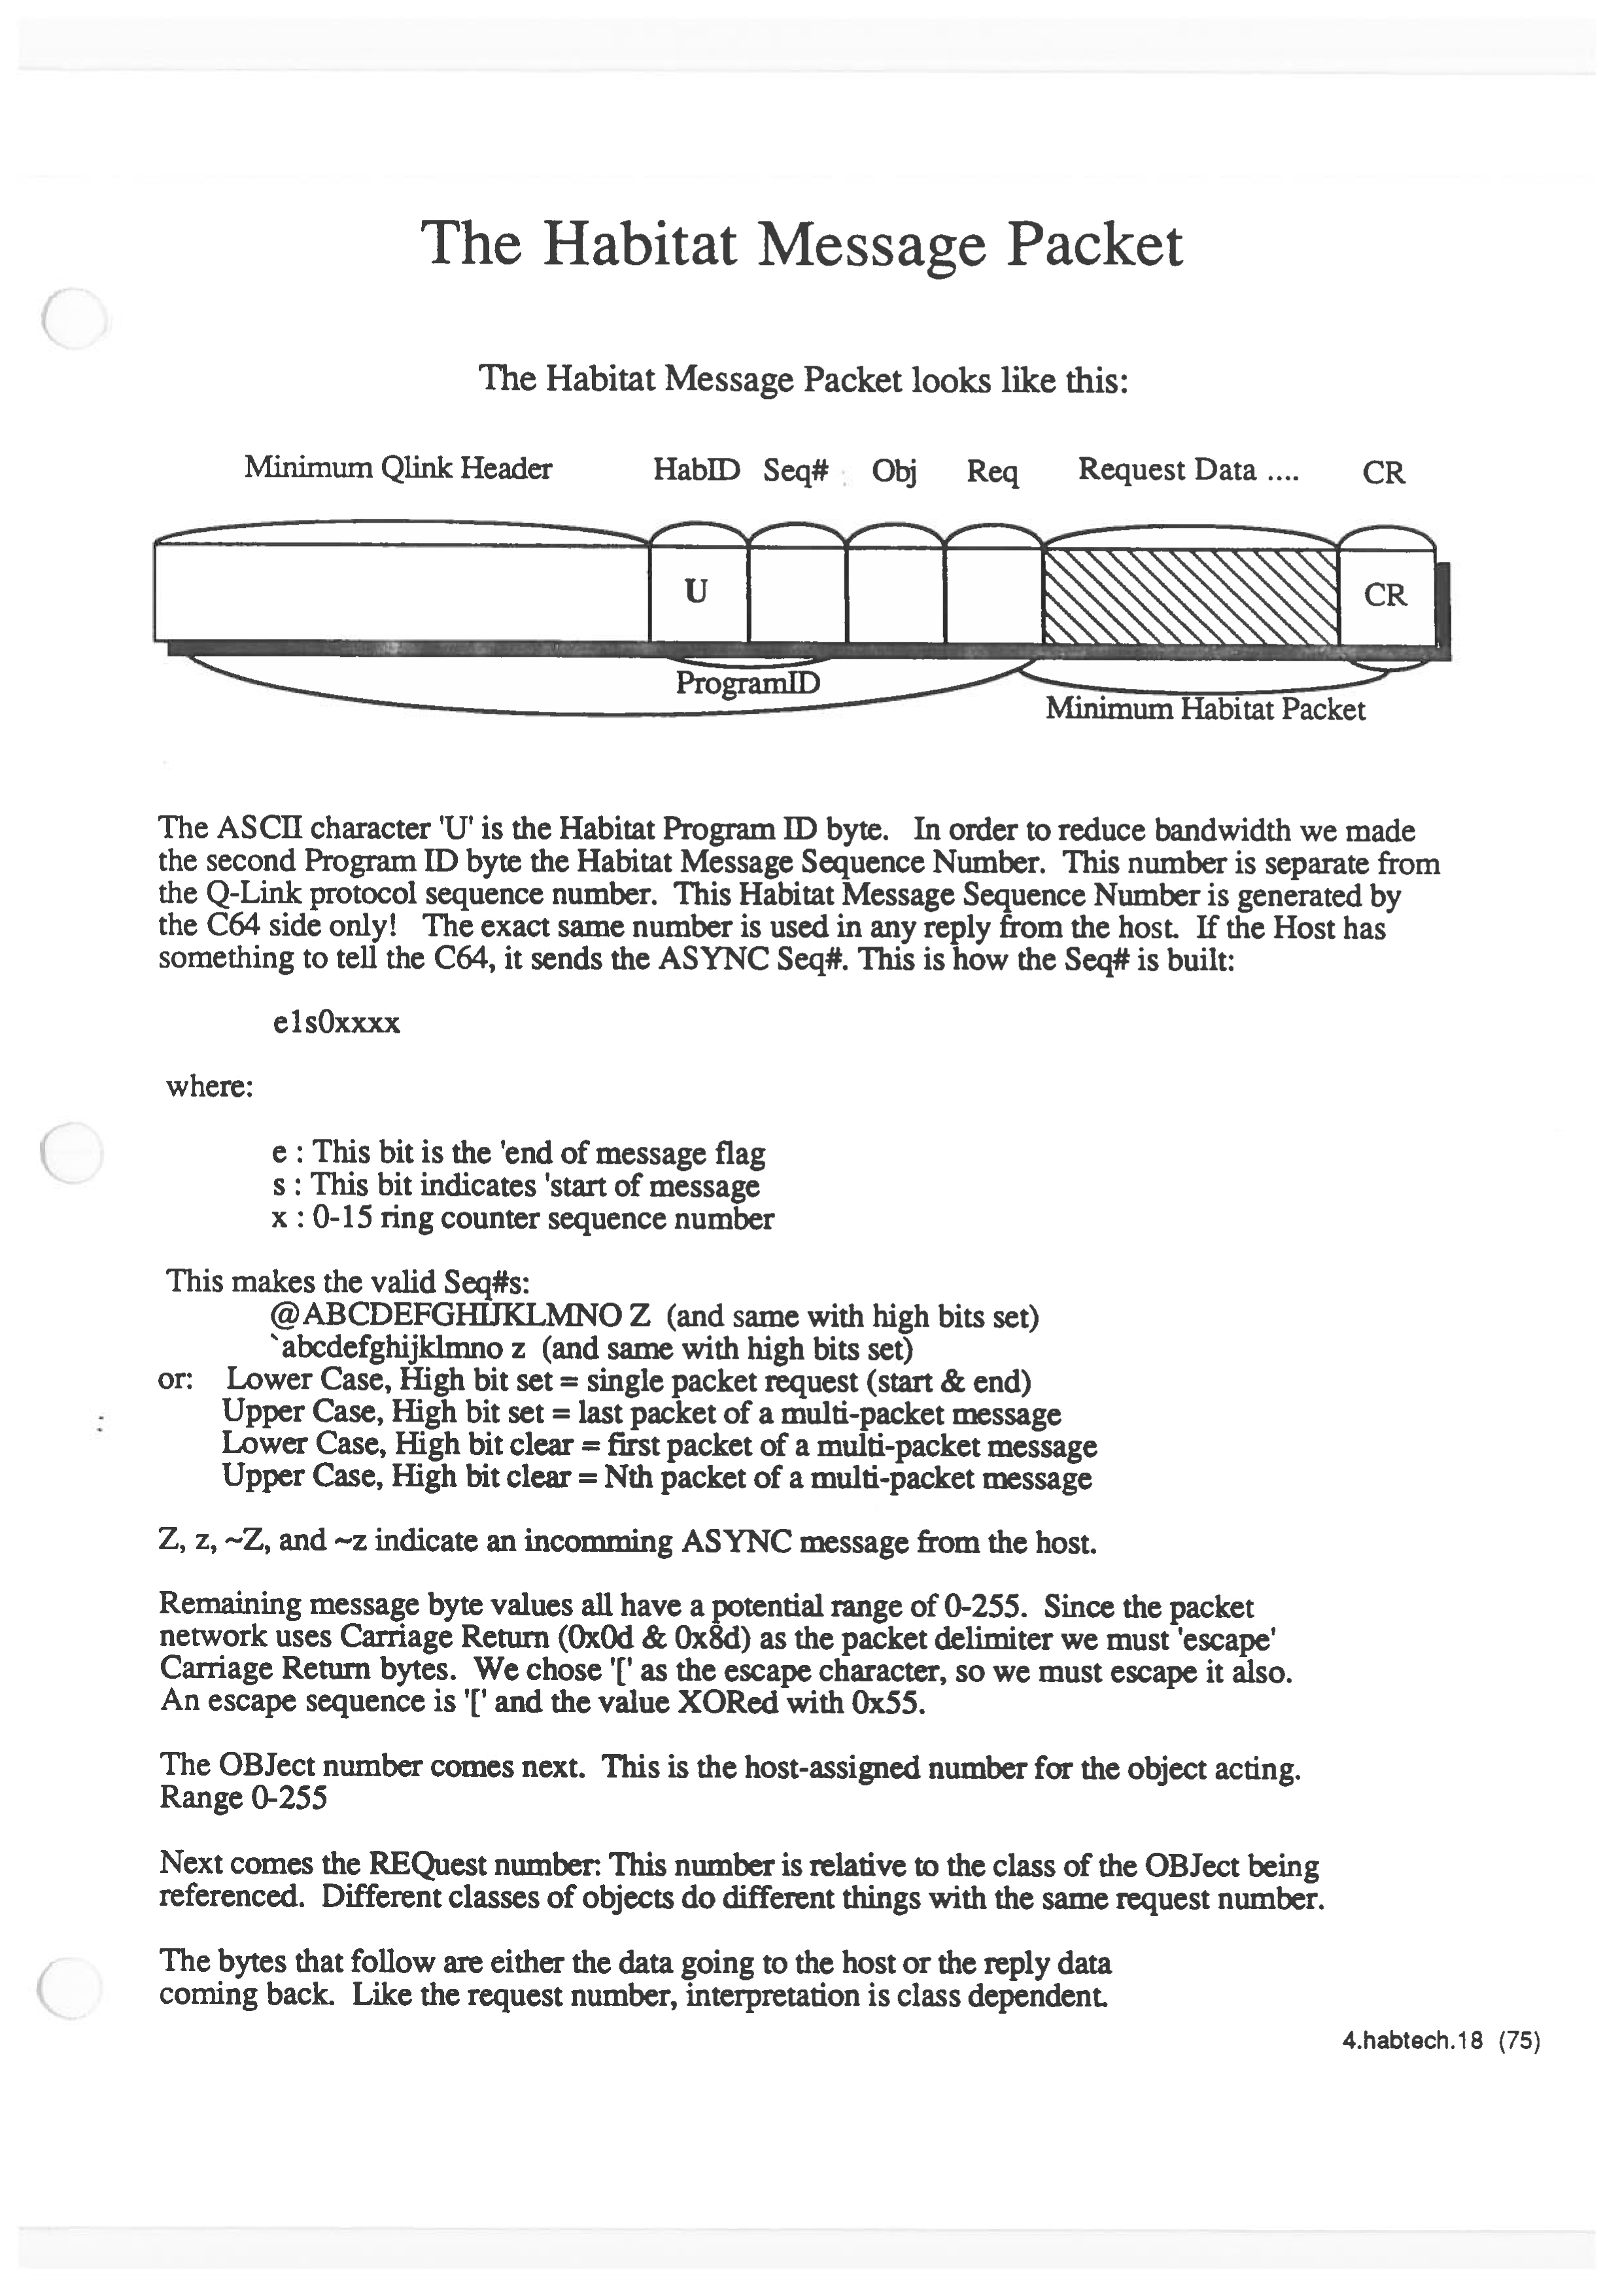 The Habitat Message Packet
The Habitat Message Packet looks like this:
Minimum Qlink Header HabID Seq# Obj Req Request Data .... CR
U CR
ProgramID
Minimum Habitat Packet
The ASCII character 'U' is the Habitat Program ID byte. In order to reduce bandwidth we made
the second Program ID byte the Habitat Message Sequence Number. This number is separate from
the Q-Link protocol sequence number. This Habitat Message Sequence Number is generated by
the C64 side only! The exact same number is used in any reply from the host. If the Host has
something to tell the C64, it sends the ASYNC Seq#. This is how the Seq# is built:
e1s0xxxx
where:
e : This bit is the 'end of message flag
s : This bit indicates 'start of message
x : 0-15 ring counter sequence number
This makes the valid Seq#s:
@ABCDEFGHIJKLMNO Z (and same with high bits set)
`abcdefghijklmno z (and same with high bits set)
or: Lower Case, High bit set = single packet request (start & end)
Upper Case, High bit set = last packet of a multi-packet message
Lower Case, High bit clear = first packet of a multi-packet message
Upper Case, High bit clear = Nth packet of a multi-packet message
Z, z, ~Z, and ~z indicate an incomming ASYNC message from the host.
Remaining message byte values all have a potential range of 0-255. Since the packet
network uses Carriage Return (0x0d & 0x8d) as the packet delimiter we must 'escape'
Carriage Return bytes. We chose '[' as the escape character, so we must escape it also.
An escape sequence is '[' and the value XORed with 0x55.
The OBJect number comes next. This is the host-assigned number for the object acting.
Range 0-255
Next comes the REQuest number: This number is relative to the class of the OBJect being
referenced. Different classes of objects do different things with the same request number.
The bytes that follow are either the data going to the host or the reply data
coming back. Like the request number, interpretation is class dependent.
4.habtech.18 (75)